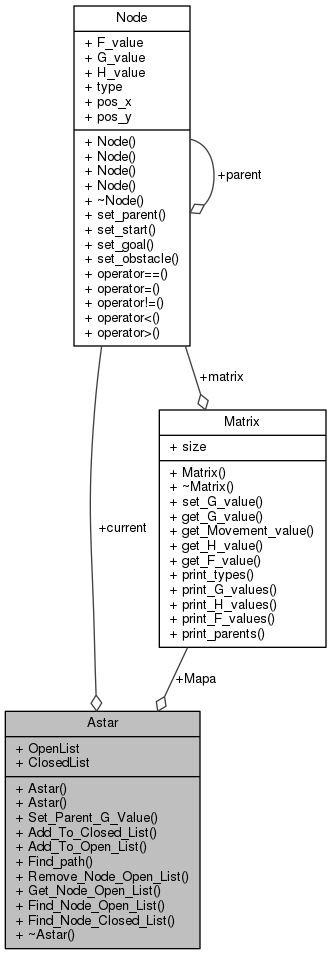 Node
+ F_value
+ G_value
+ H_value
+ type
+ pos_x
+ pos_y
+ Node()
+ Node()
+ Node()
+ Node()
+ ~Node()
+ set_parent()
+ set_start()
+ set_goal()
+ set_obstacle()
+ operator==()
+ operator=()
+ operator!=()
+ operator<()
+ operator>()
+parent
+matrix
Matrix
+ size
+ Matrix()
+ ~Matrix()
+ set_G_value()
+ get_G_value()
+ get_Movement_value()
+ get_H_value()
+ get_F_value()
+ print_types()
+ print_G_values()
+ print_H_values()
+ print_F_values()
+ print_parents()
+current
+Mapa
Astar
+ OpenList
+ ClosedList
+ Astar()
+ Astar()
+ Set_Parent_G_Value()
+ Add_To_Closed_List()
+ Add_To_Open_List()
+ Find_path()
+ Remove_Node_Open_List()
+ Get_Node_Open_List()
+ Find_Node_Open_List()
+ Find_Node_Closed_List()
+ ~Astar()